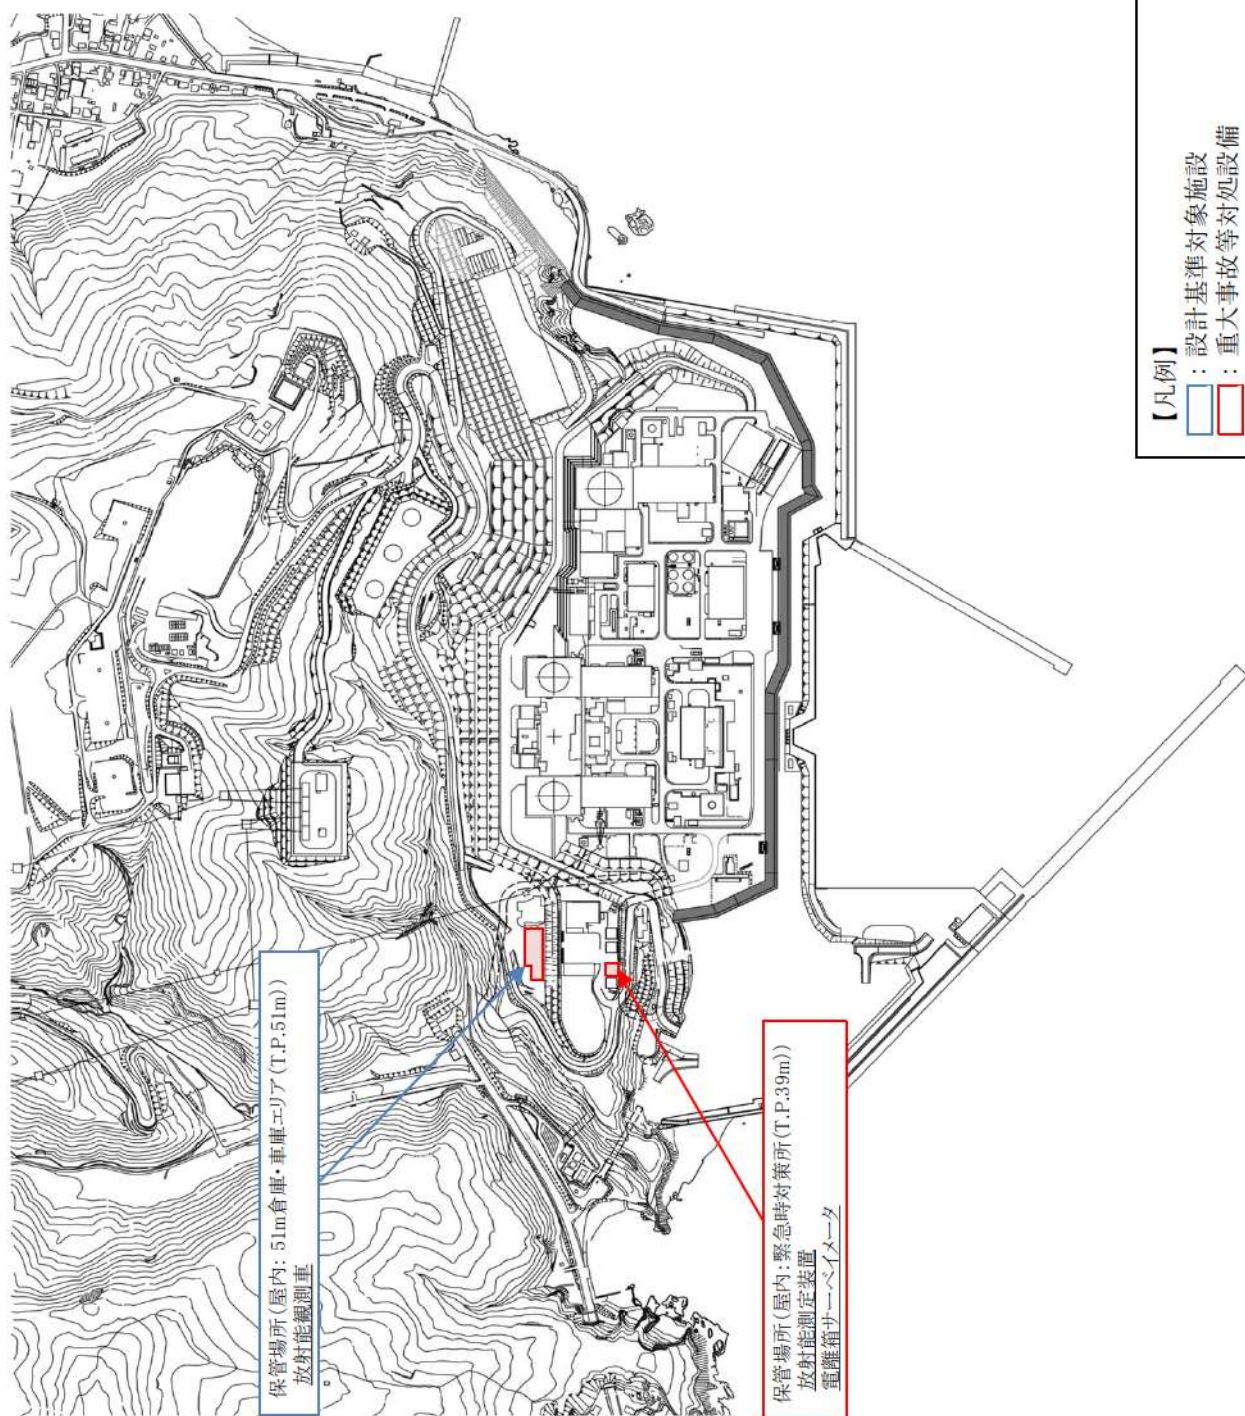 保管場所(屋内:51m倉庫・車庫エリア(T.P.51m))
放射能観測車
保管場所(屋内:緊急時対策所(T.P.39m))
放射能測定装置
電離箱サーベイメータ
【凡例】
:設計基準対象施設
:重大事故等対処設備